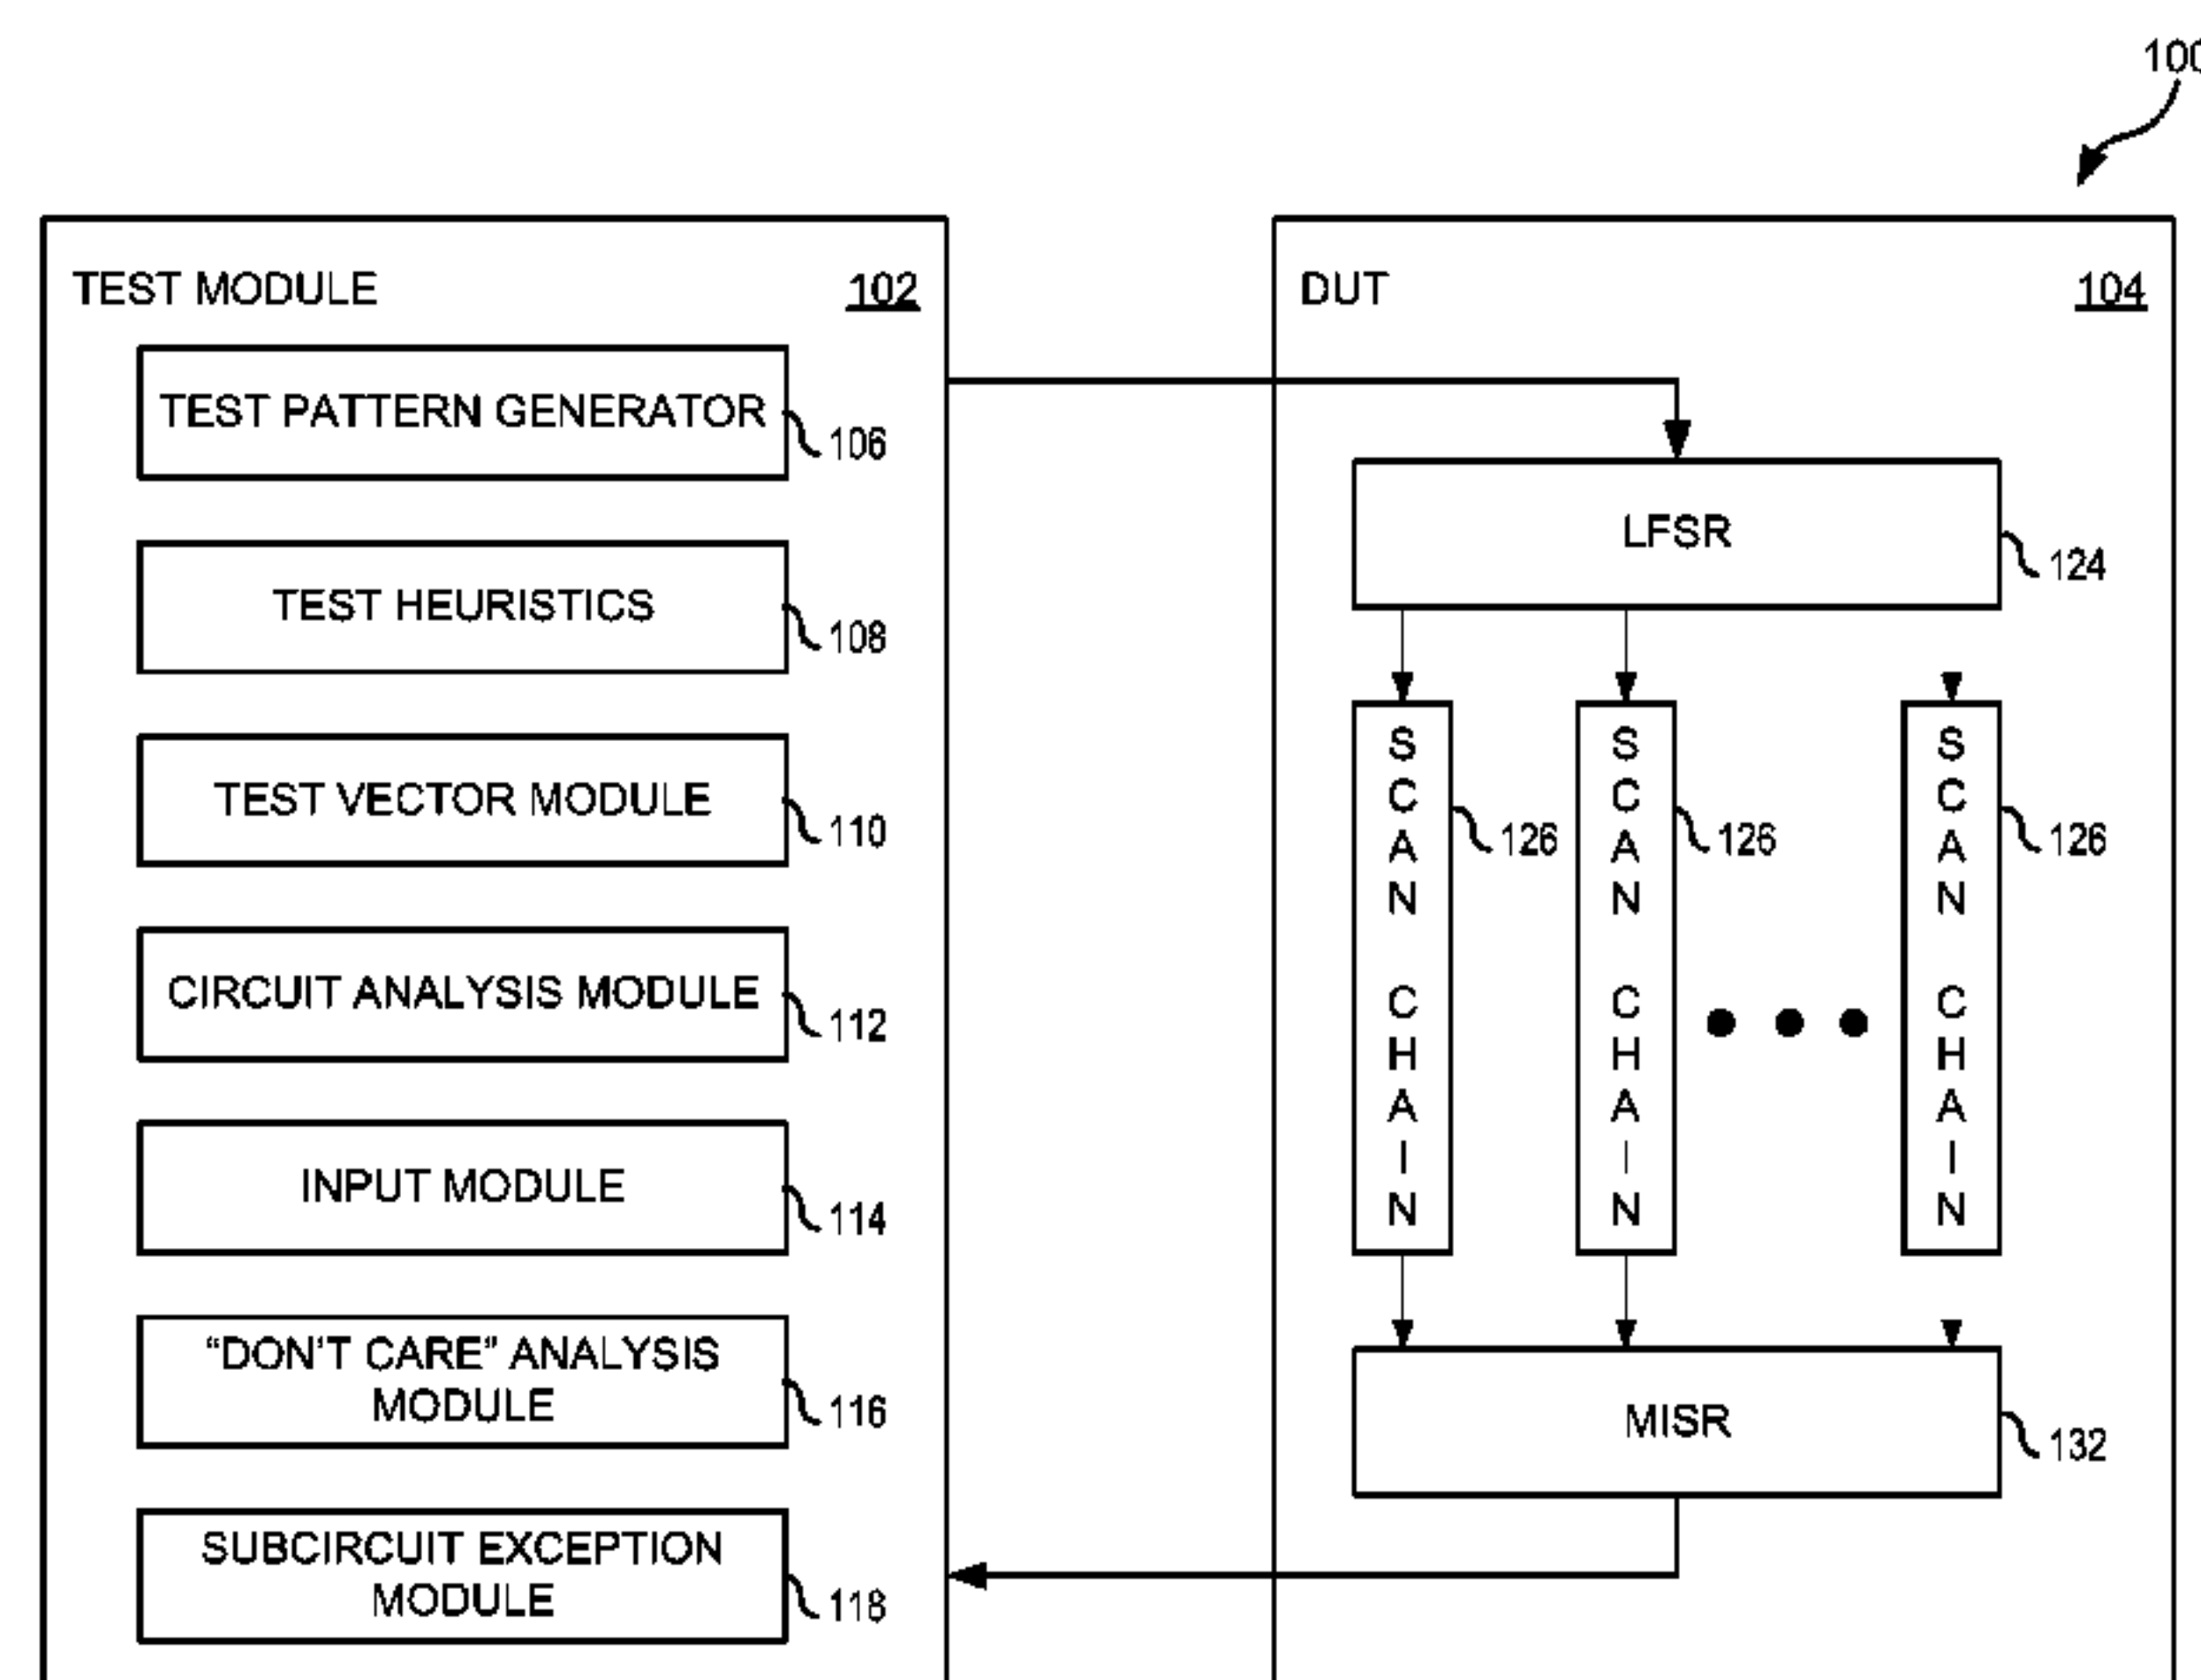 100
TEST MODULE 102
TEST PATTERN GENERATOR
106
TEST HEURISTICS
108
TEST VECTOR MODULE
110
CIRCUIT ANALYSIS MODULE
112
INPUT MODULE
114
“DON'T CARE” ANALYSIS
MODULE
116
SUBCIRCUIT EXCEPTION
MODULE
118
DUT 104
LFSR
124
SCAN CHAIN
126
SCAN CHAIN
126
SCAN CHAIN
126
MISR
132